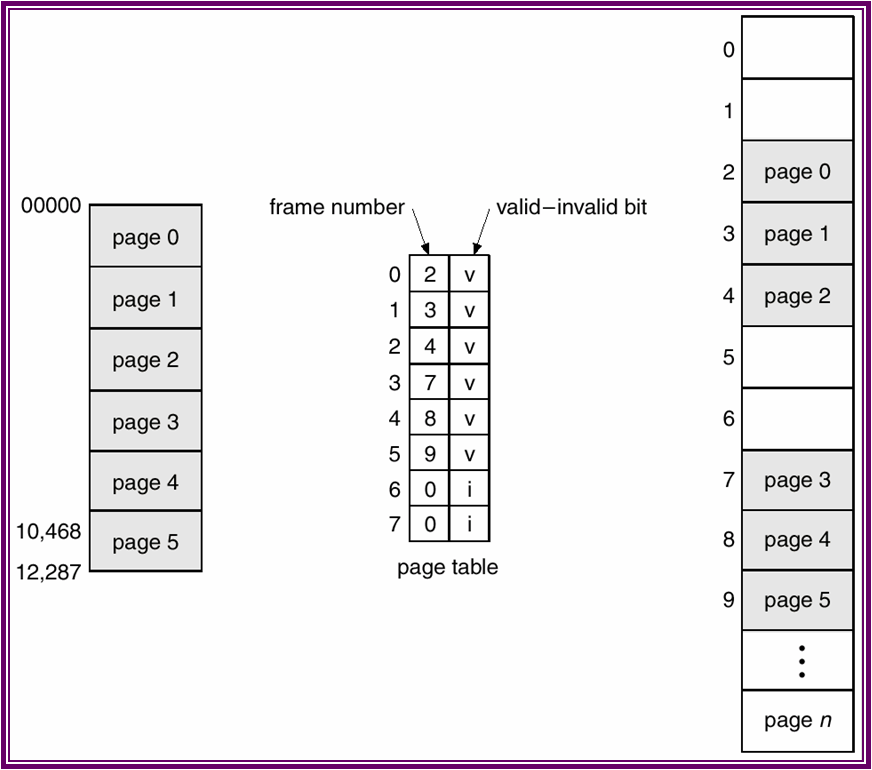 00000
page 0
page 1
page 2
page 3
page 4
10,468
page 5
12,287
frame number
valid–invalid bit
0 2 v
1 3 v
2 4 v
3 7 v
4 8 v
5 9 v
6 0 i
7 0 i
page table
0
1
2 page 0
3 page 1
4 page 2
5
6
7 page 3
8 page 4
9 page 5
⋮
page n